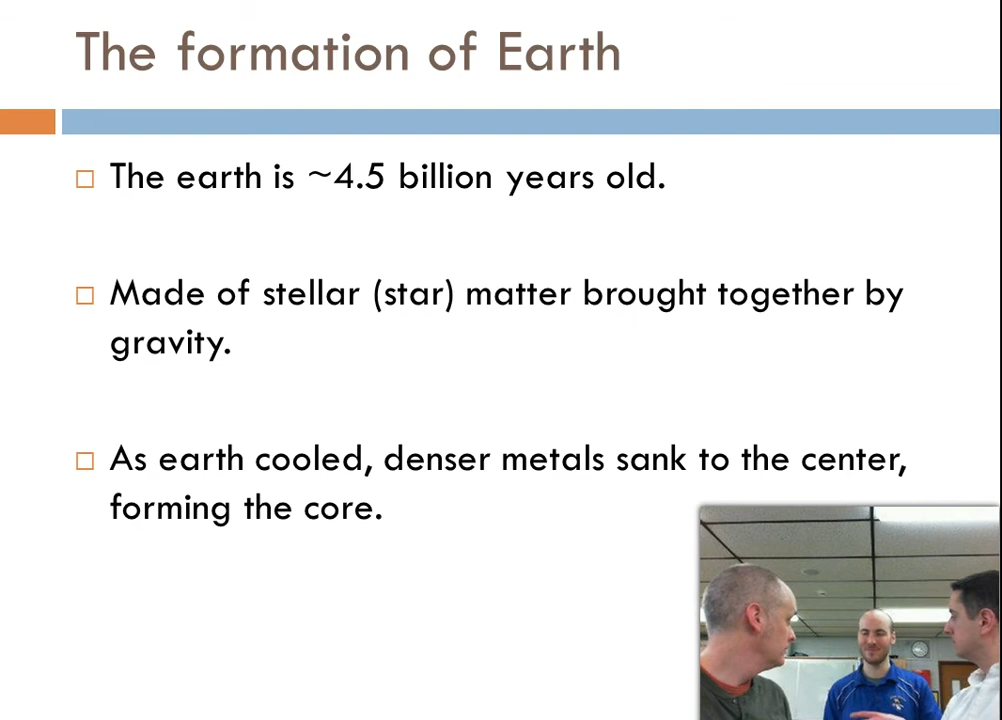 The formation of Earth
The earth is ~4.5 billion years old.
Made of stellar (star) matter brought together by
gravity.
As earth cooled, denser metals sank to the center,
forming the core.